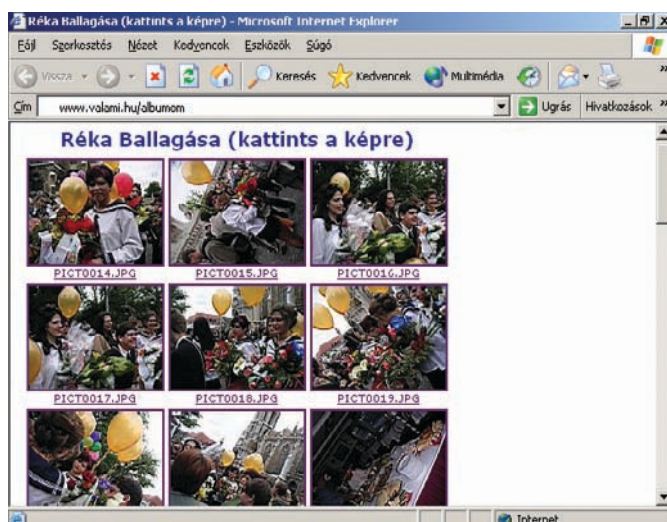 Réka Ballagása (kattints a képre) - Microsoft Internet Explorer
Fájl Szerkesztés Nézet Kedvencek Eszközök Súgó
Vissza Keresés Kedvencek Multimédia
Cím www.valami.hu/albumom Ugrás Hivatkozások
Réka Ballagása (kattints a képre)
PICT0014.JPG PICT0015.JPG PICT0016.JPG
PICT0017.JPG PICT0018.JPG PICT0019.JPG
Internet